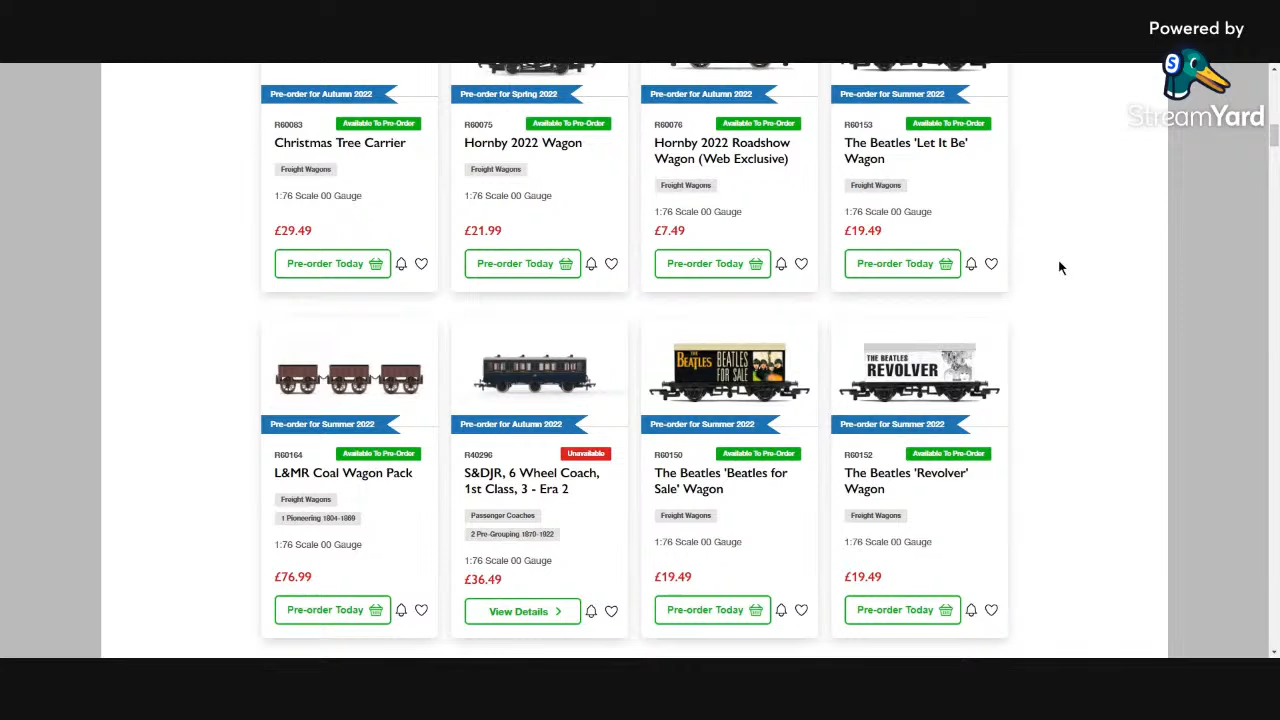 Powered by
StreamYard
Pre-order for Autumn 2022
R60083
Available To Pre-Order
Christmas Tree Carrier
Freight Wagons
1:76 Scale 00 Gauge
£29.49
Pre-order Today
Pre-order for Spring 2022
R60075
Available To Pre-Order
Hornby 2022 Wagon
Freight Wagons
1:76 Scale 00 Gauge
£21.99
Pre-order Today
Pre-order for Autumn 2022
R60076
Available To Pre-Order
Hornby 2022 Roadshow
Wagon (Web Exclusive)
Freight Wagons
1:76 Scale 00 Gauge
£7.49
Pre-order Today
Pre-order for Summer 2022
R60153
Available To Pre-Order
The Beatles 'Let It Be'
Wagon
Freight Wagons
1:76 Scale 00 Gauge
£19.49
Pre-order Today
Pre-order for Summer 2022
R60164
Available To Pre-Order
L&MR Coal Wagon Pack
Freight Wagons
1 Pioneering 1804-1869
1:76 Scale 00 Gauge
£76.99
Pre-order Today
Pre-order for Autumn 2022
R40296
Unavailable
S&DJR, 6 Wheel Coach,
1st Class, 3 - Era 2
Passenger Coaches
2 Pre-Grouping 1870-1922
1:76 Scale 00 Gauge
£36.49
View Details
THE
BEATLES
BEATLES
FOR SALE
Pre-order for Summer 2022
R60150
Available To Pre-Order
The Beatles 'Beatles for
Sale' Wagon
Freight Wagons
1:76 Scale 00 Gauge
£19.49
Pre-order Today
THE BEATLES
REVOLVER
Pre-order for Summer 2022
R60152
Available To Pre-Order
The Beatles 'Revolver'
Wagon
Freight Wagons
1:76 Scale 00 Gauge
£19.49
Pre-order Today